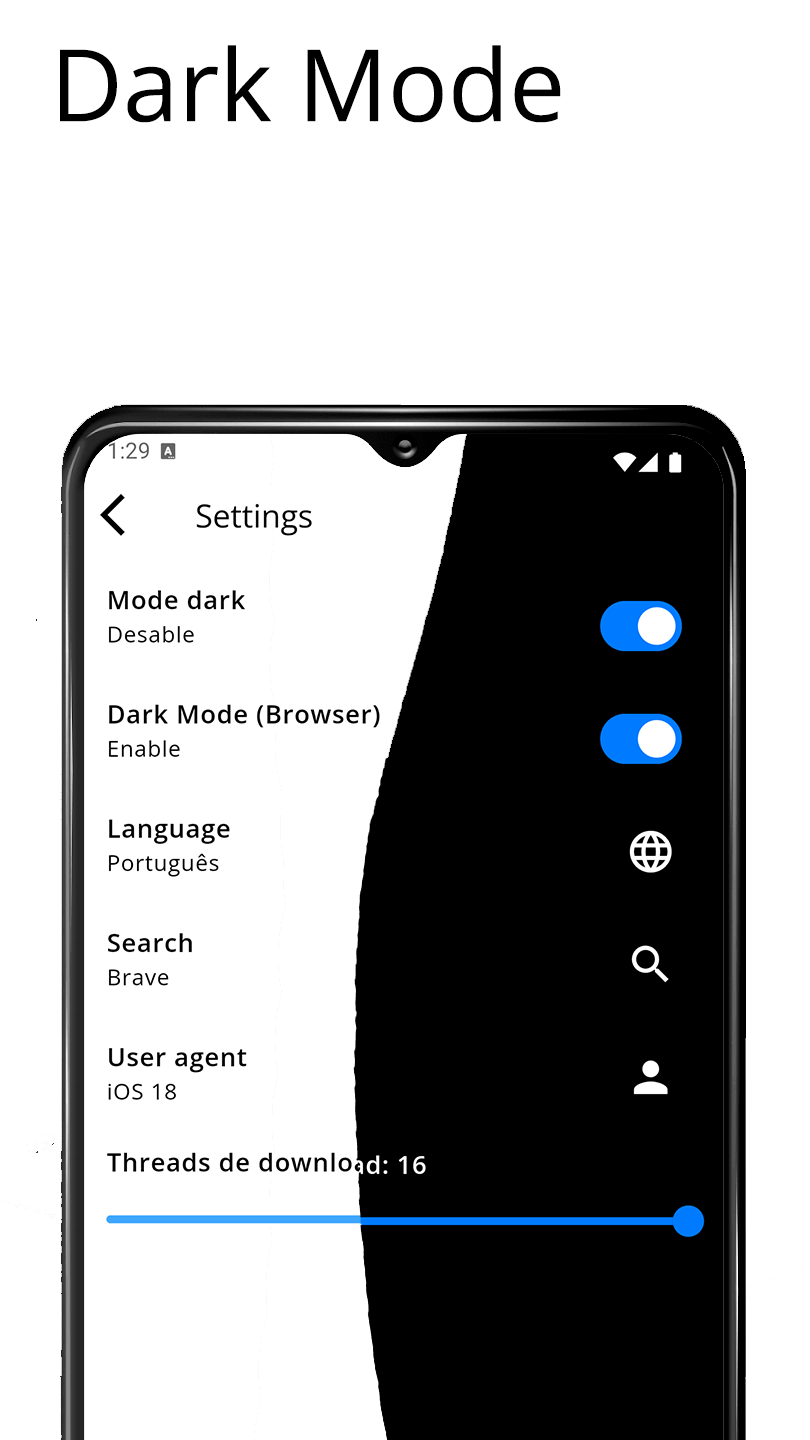 Dark Mode
1:29
Settings
Mode dark
Desable
Dark Mode (Browser)
Enable
Language
Português
Search
Brave
User agent
iOS 18
Threads de download: 16